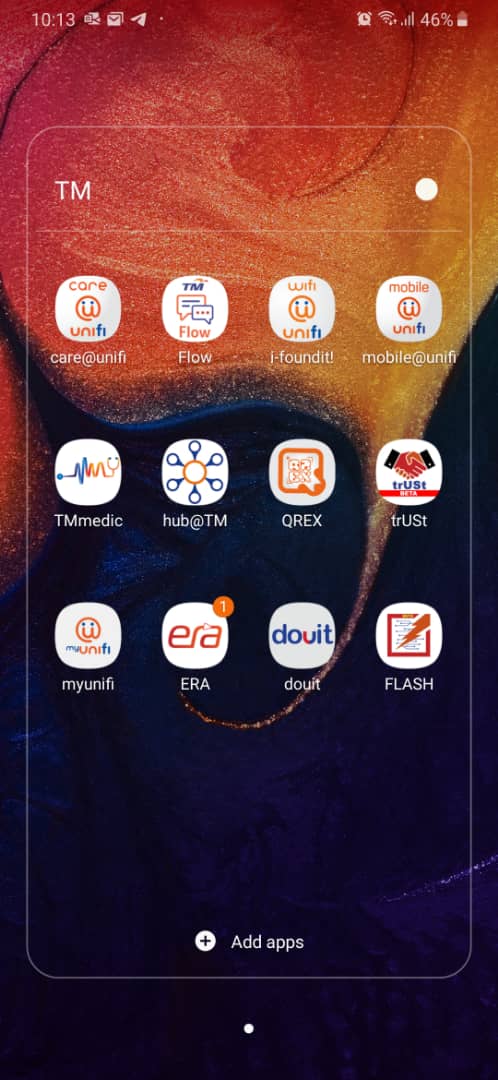 10:13
46%
TM
care
@
unifi
care@unifi
TM
Flow
Flow
wifi
@
unifi
i-foundit!
mobile
@
unifi
mobile@unifi
TMmedic
hub@TM
QREX
trUSt
BETA
trUSt
@
myunifi
myunifi
era
1
ERA
douit
douit
FLASH
Add apps